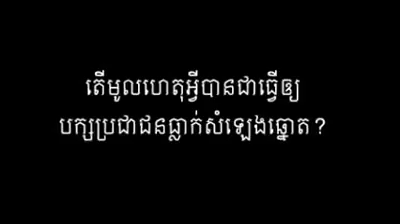 តើមូលហេតុអ្វីបានជាធ្វើឲ្យ
បក្សប្រជាជនធ្លាក់សំឡេងឆ្នោត?